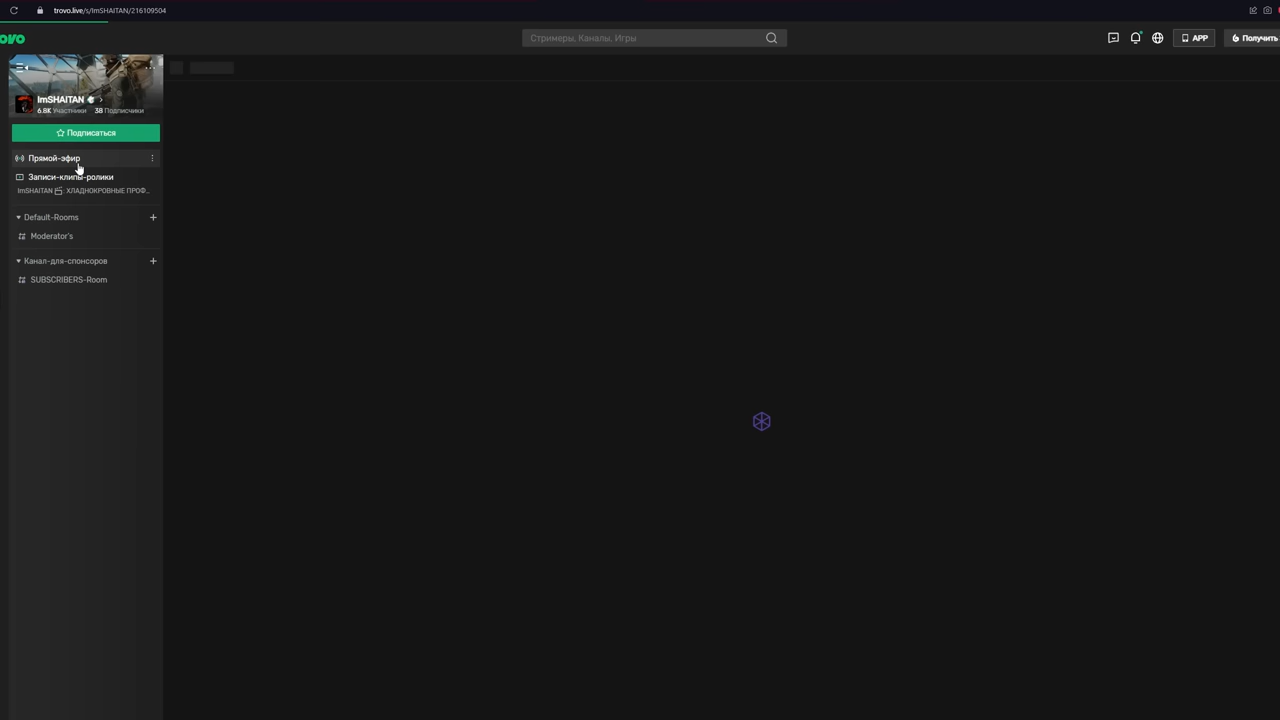 trovo.live/s/ImSHAITAN/216109504
ovo
Стримеры, Каналы, Игры
APP
Получить
ImSHAITAN
6.8K Участники 38 Подписчики
Подписаться
Прямой-эфир
Записи-клипы-ролики
ImSHAITAN ХЛАДНОКРОВНЫЕ ПРОФ...
Default-Rooms
Moderator's
Канал-для-спонсоров
SUBSCRIBERS-Room